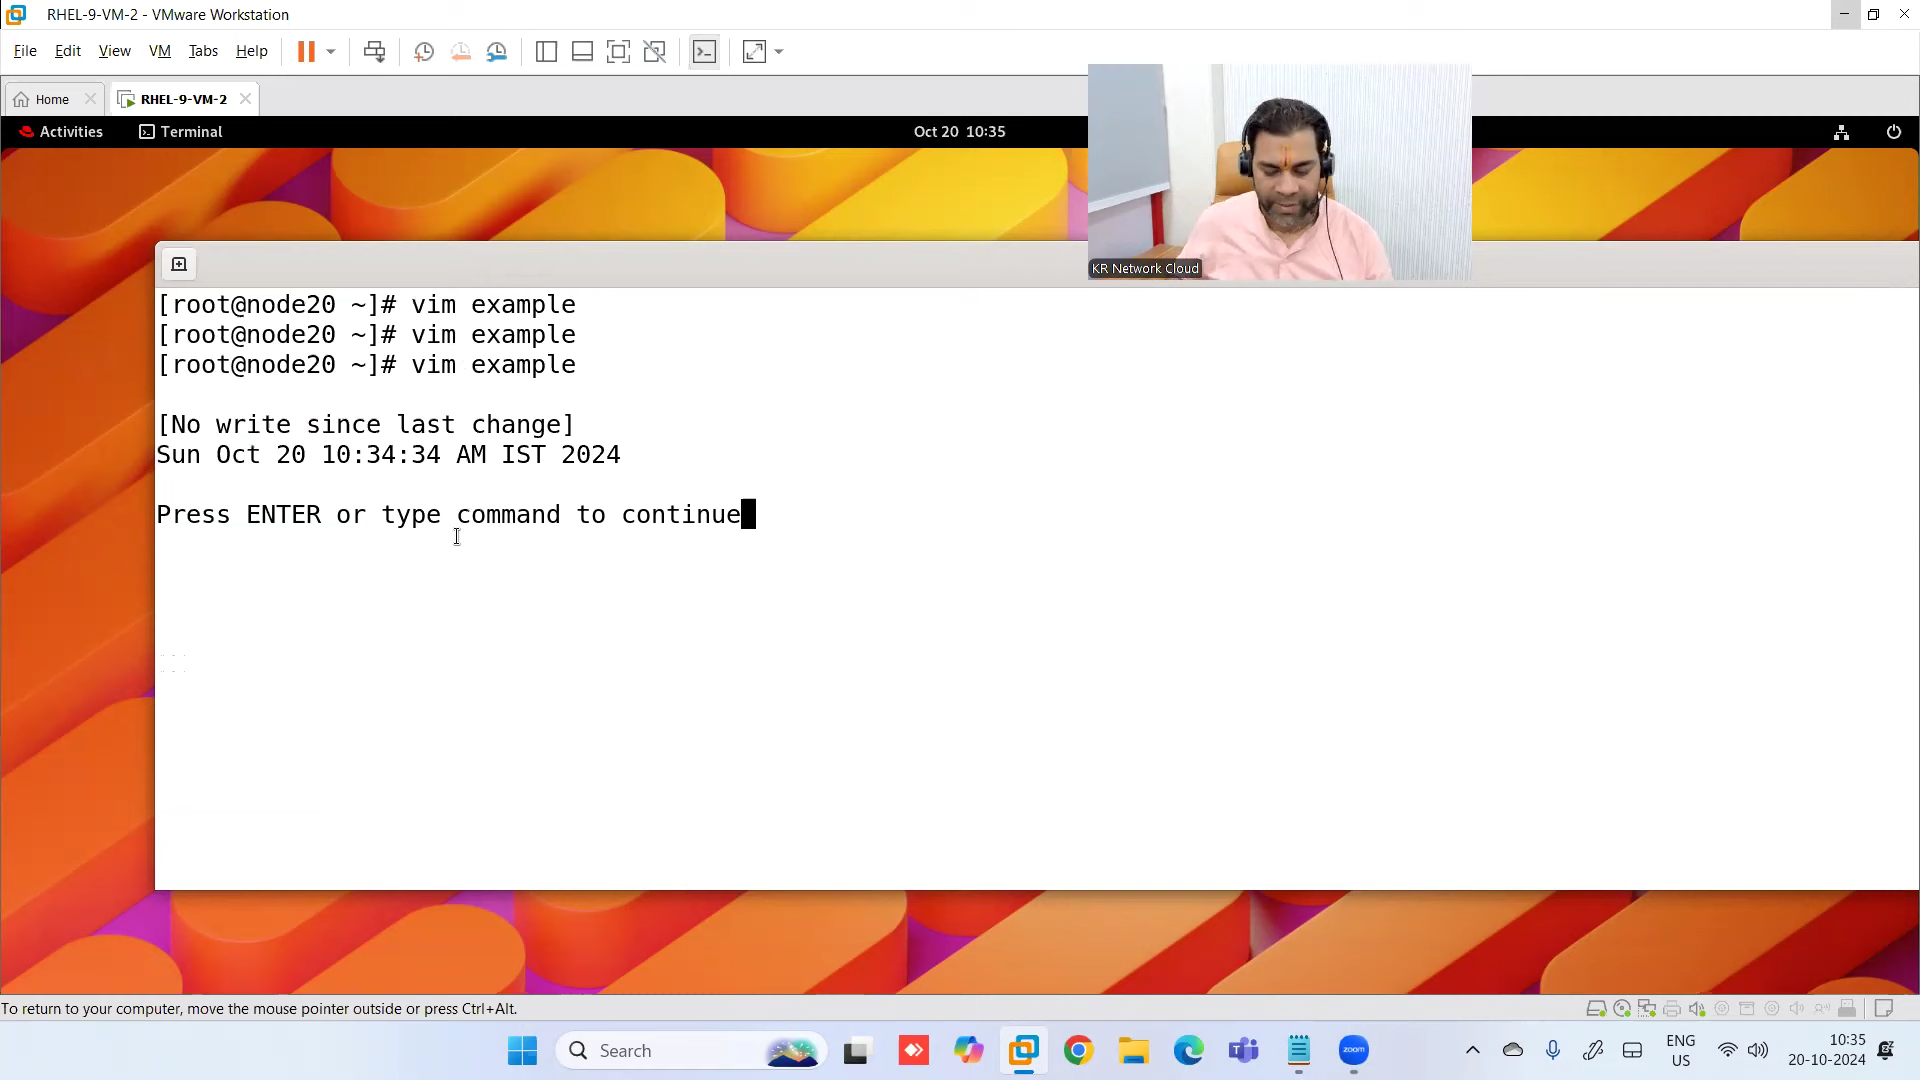 RHEL-9-VM-2 - VMware Workstation
File Edit View VM Tabs Help
Home RHEL-9-VM-2
Activities Terminal Oct 20 10:35
KR Network Cloud
[root@node20 ~]# vim example
[root@node20 ~]# vim example
[root@node20 ~]# vim example
[No write since last change]
Sun Oct 20 10:34:34 AM IST 2024
Press ENTER or type command to continue
To return to your computer, move the mouse pointer outside or press Ctrl+Alt.
Search
zoom
ENG
US
10:35
20-10-2024